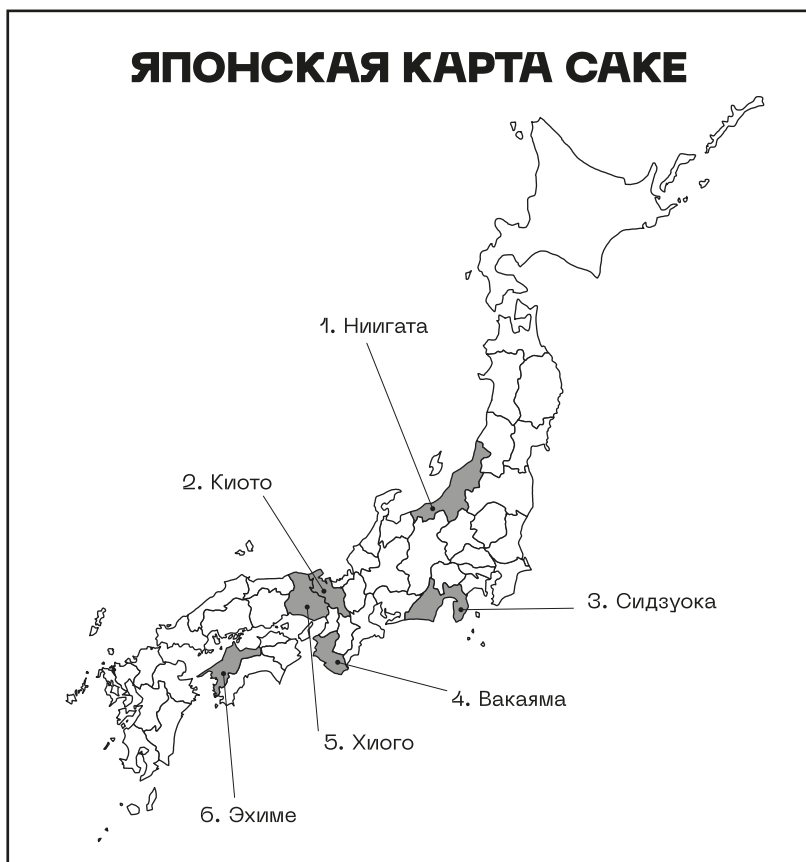 ЯПОНСКАЯ КАРТА САКЕ
1. Ниигата
2. Киото
3. Сидзуока
4. Вакаяма
5. Хиого
6. Эхиме